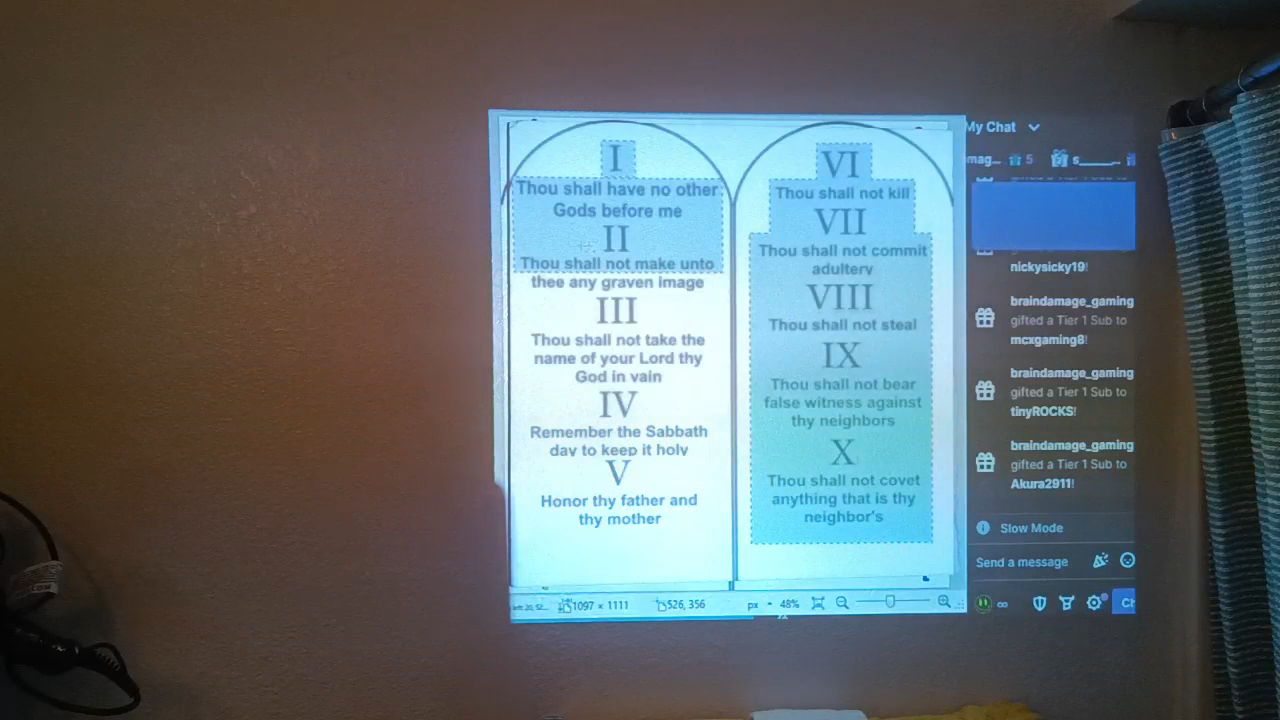 I
Thou shall have no other
Gods before me
II
Thou shall not make unto
thee any graven image
III
Thou shall not take the
name of your Lord thy
God in vain
IV
Remember the Sabbath
day to keep it holy
V
Honor thy father and
thy mother
VI
Thou shall not kill
VII
Thou shall not commit
adultery
VIII
Thou shall not steal
IX
Thou shall not bear
false witness against
thy neighbors
X
Thou shall not covet
anything that is thy
neighbor's
1097 × 1111
526, 356
px
48%
My Chat
mag...
5
s_____...
nickysicky19!
braindamage_gaming
gifted a Tier 1 Sub to
mcxgaming8!
braindamage_gaming
gifted a Tier 1 Sub to
tinyROCKS!
braindamage_gaming
gifted a Tier 1 Sub to
Akura2911!
Slow Mode
Send a message
∞
Ch